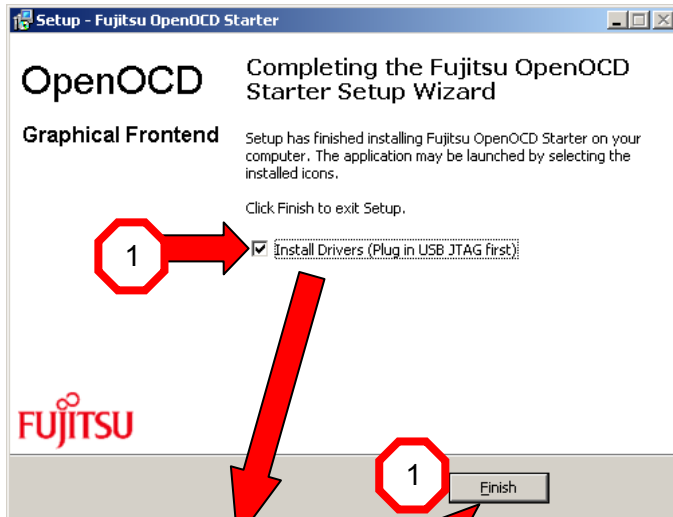 Setup - Fujitsu OpenOCD Starter
OpenOCD
Graphical Frontend
Completing the Fujitsu OpenOCD
Starter Setup Wizard
Setup has finished installing Fujitsu OpenOCD Starter on your
computer. The application may be launched by selecting the
installed icons.
Click Finish to exit Setup.
1
Install Drivers (Plug in USB JTAG first)
FUJITSU
1
Finish